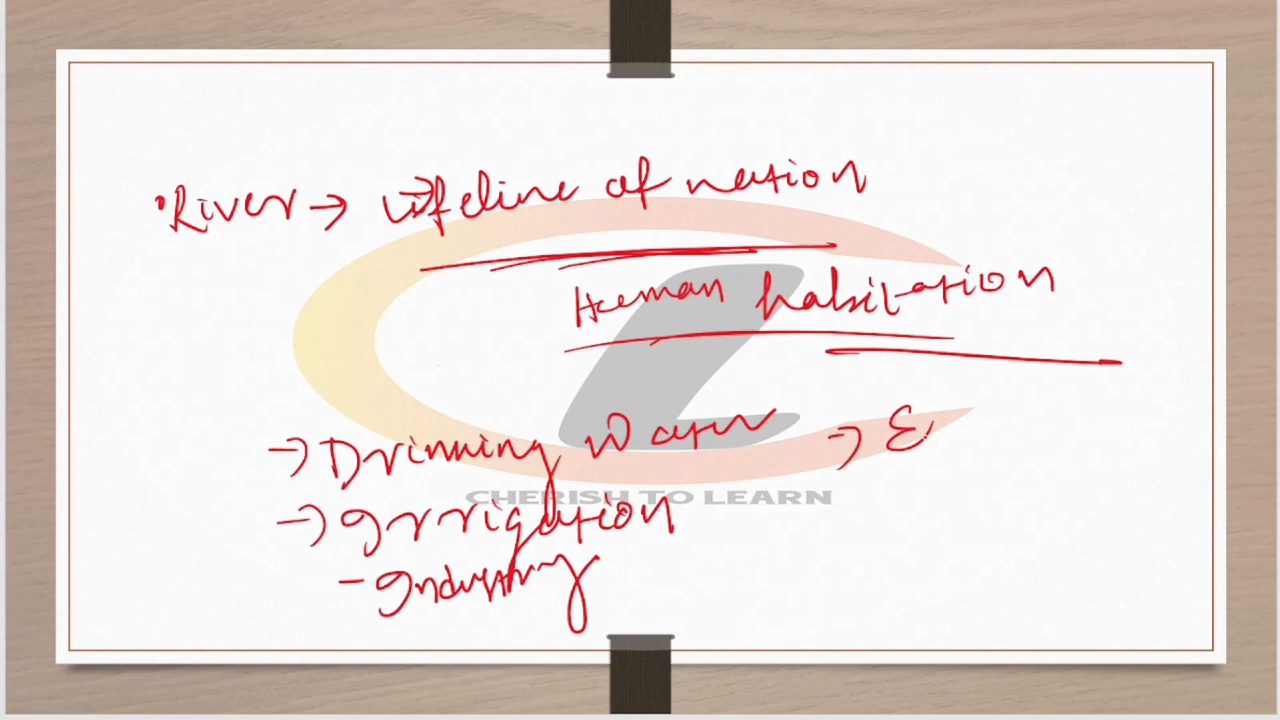 River → lifeline of nation
Human habitation
→ Drinking water → E
CHERISH TO LEARN
→ Irrigation
- Industry